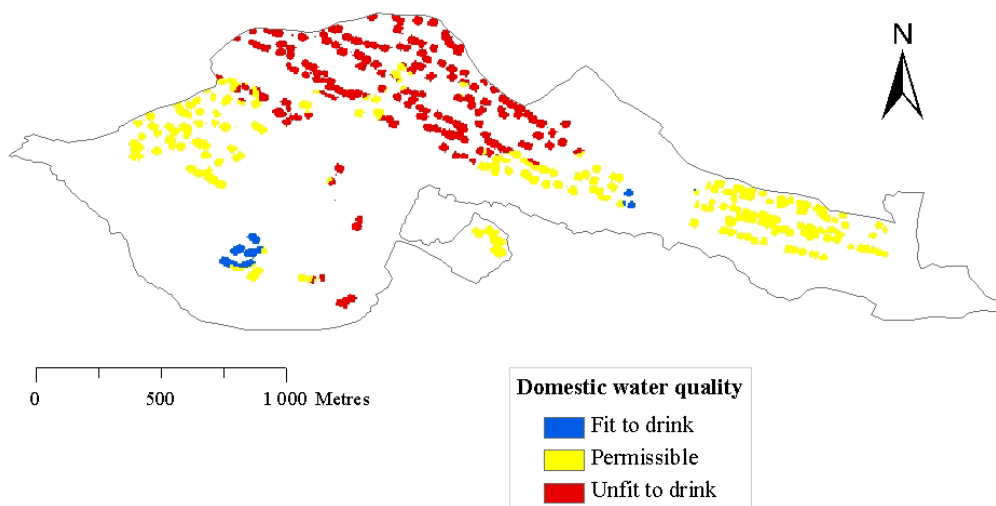 N
0 500 1 000 Metres
Domestic water quality
Fit to drink
Permissible
Unfit to drink